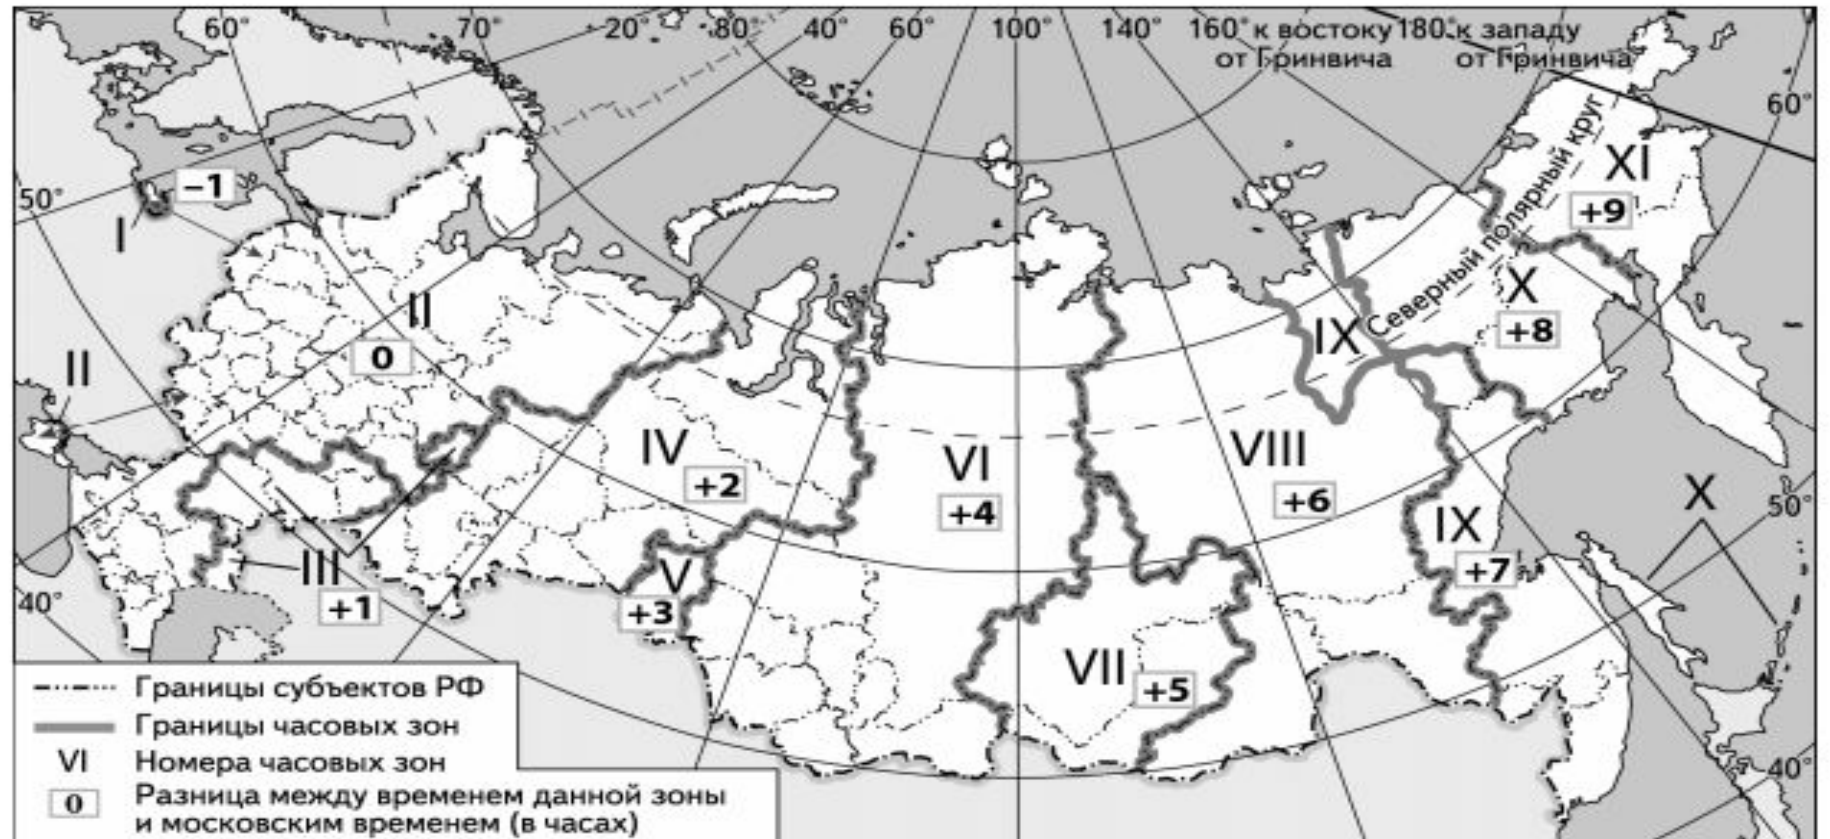 60° 70° 20° 80° 40° 60° 100° 140° 160° к востоку 180° к западу
от Гринвича от Гринвича
60°
Северный полярный круг
XI
–1
50°
+9
I
X
II
IX
+8
0
II
IV
VI
VIII
+2
+4
+6
X
50°
IX
III
V
+7
40°
+1
+3
VII
+5
Границы субъектов РФ
Границы часовых зон
VI Номера часовых зон
0 Разница между временем данной зоны
и московским временем (в часах)
40°